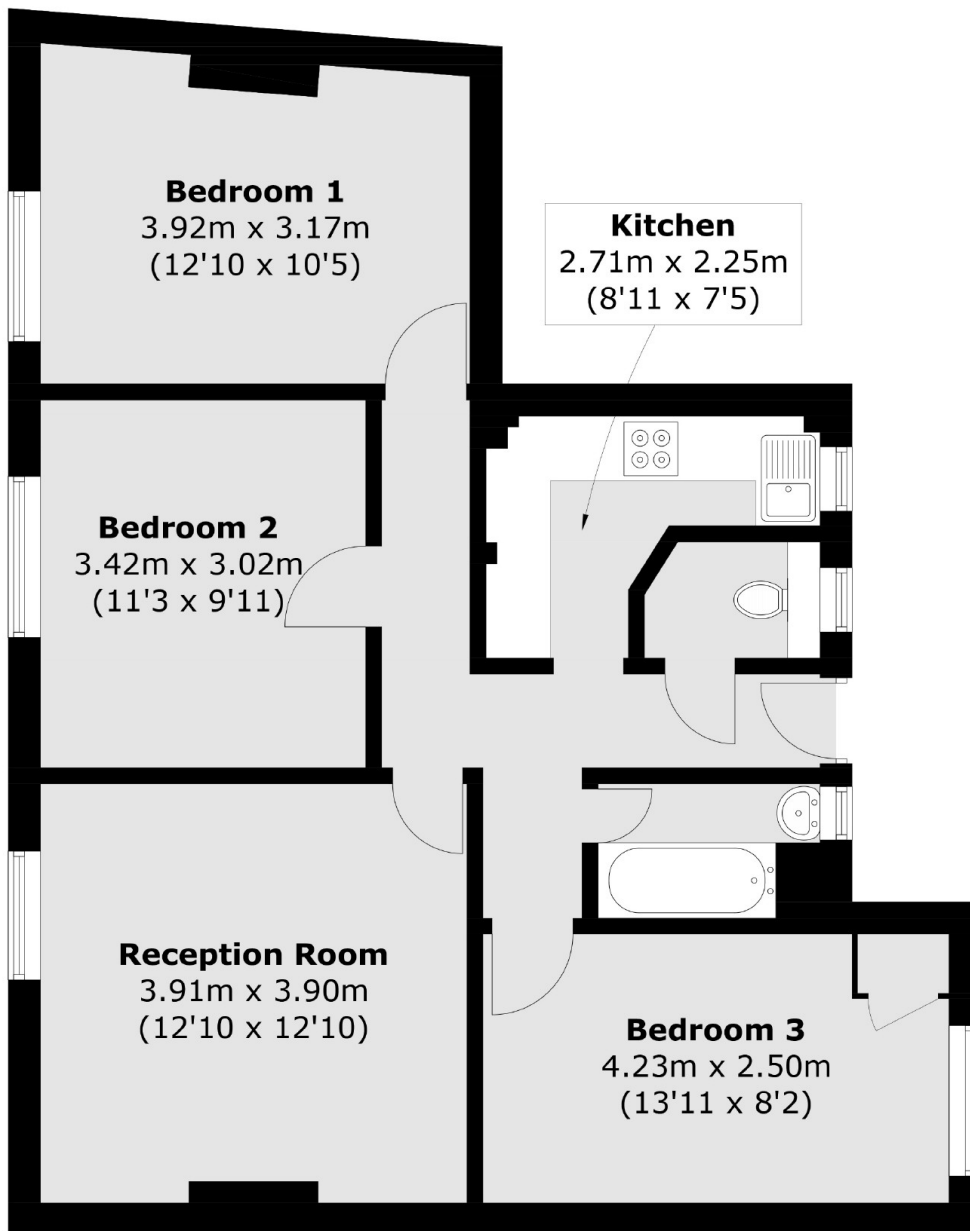 Bedroom 1
3.92m x 3.17m
(12'10 x 10'5)
Kitchen
2.71m x 2.25m
(8'11 x 7'5)
Bedroom 2
3.42m x 3.02m
(11'3 x 9'11)
Reception Room
3.91m x 3.90m
(12'10 x 12'10)
Bedroom 3
4.23m x 2.50m
(13'11 x 8'2)